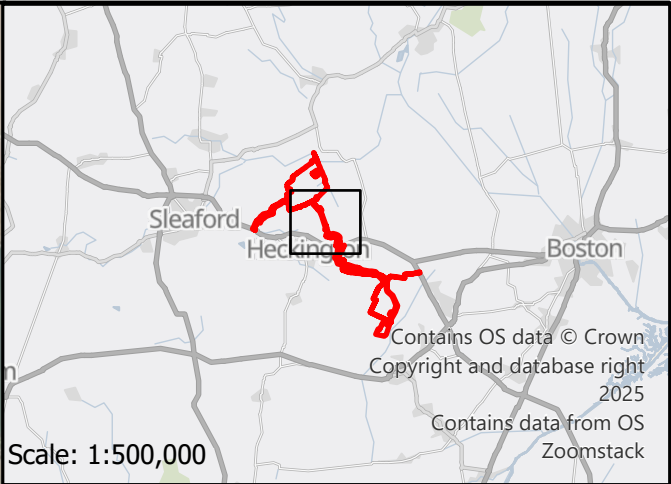 Sleaford
Heckington
Boston
m
Contains OS data © Crown
Copyright and database right
2025
Contains data from OS
Zoomstack
Scale: 1:500,000